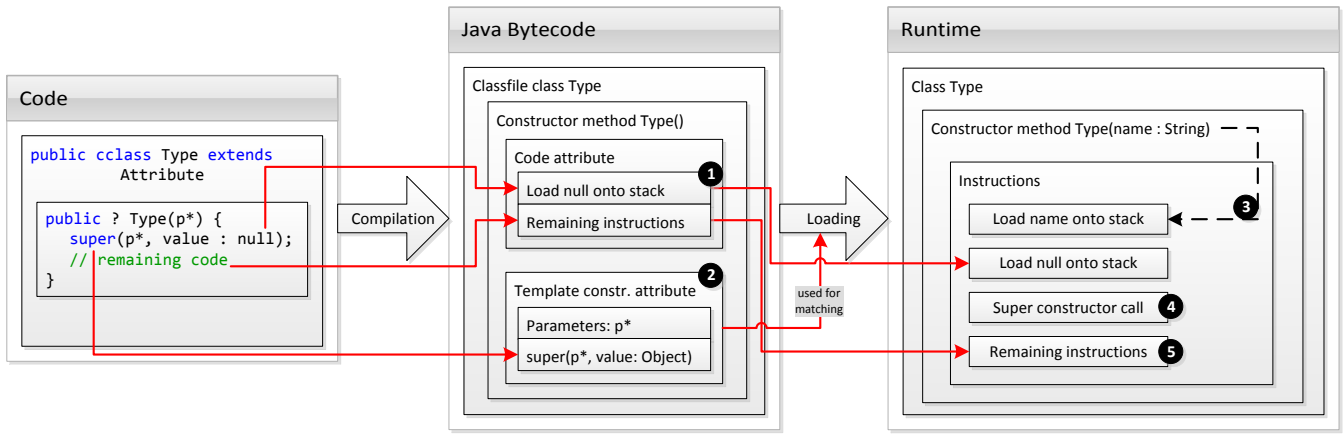 Code
public cclass Type extends
Attribute
public ? Type(p*) {
super(p*, value : null);
// remaining code
}
Compilation
Java Bytecode
Classfile class Type
Constructor method Type()
Code attribute
1
Load null onto stack
Remaining instructions
2
Template constr. attribute
Parameters: p*
super(p*, value: Object)
Loading
used for
matching
Runtime
Class Type
Constructor method Type(name : String)
Instructions
Load name onto stack
3
Load null onto stack
Super constructor call
4
Remaining instructions
5